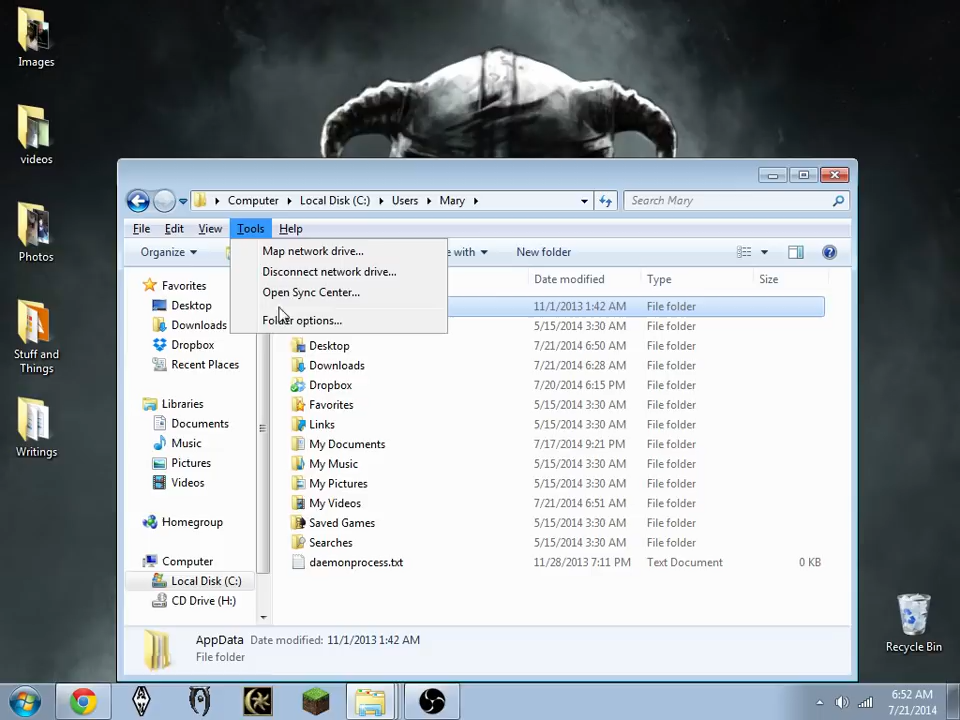 Images
videos
Photos
Stuff and
Things
Writings
Computer Local Disk (C:) Users Mary
Search Mary
File Edit View Tools Help
Organize with New folder
Map network drive...
Disconnect network drive...
Open Sync Center...
Folder options...
Date modified Type Size
Favorites
Desktop
Downloads
Dropbox
Recent Places
Libraries
Documents
Music
Pictures
Videos
Homegroup
Computer
Local Disk (C:)
CD Drive (H:)
11/1/2013 1:42 AM File folder
5/15/2014 3:30 AM File folder
Desktop 7/21/2014 6:50 AM File folder
Downloads 7/21/2014 6:28 AM File folder
Dropbox 7/20/2014 6:15 PM File folder
Favorites 5/15/2014 3:30 AM File folder
Links 5/15/2014 3:30 AM File folder
My Documents 7/17/2014 9:21 PM File folder
My Music 5/15/2014 3:30 AM File folder
My Pictures 5/15/2014 3:30 AM File folder
My Videos 7/21/2014 6:51 AM File folder
Saved Games 5/15/2014 3:30 AM File folder
Searches 5/15/2014 3:30 AM File folder
daemonprocess.txt 11/28/2013 7:11 PM Text Document 0 KB
AppData Date modified: 11/1/2013 1:42 AM
File folder
Recycle Bin
6:52 AM
7/21/2014